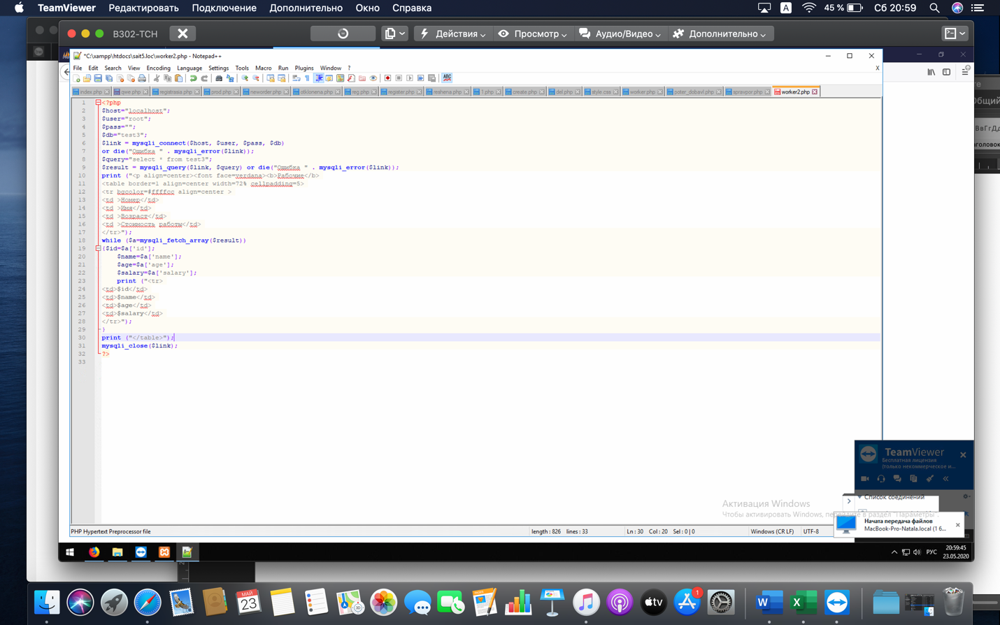 TeamViewer Редактировать Подключение Дополнительно Окно Справка A 45 % Сб 20:59
B302-TCH Действия Просмотр Аудио/Видео Дополнительно
*C:\xampp\htdocs\sait5.loc\worker2.php - Notepad++
File Edit Search View Encoding Language Settings Tools Macro Run Plugins Window ? X
index.php qwe.php registrasia.php prod.php neworder.php otklonena.php reg.php register.php reshena.php 1.php create.php del.php style.css worker.php poter_dobavl.php spravpor.php worker2.php
1 <?php
2 $host="localhost";
3 $user="root";
4 $pass="";
5 $db="test3";
6 $link = mysqli_connect($host, $user, $pass, $db)
7 or die("Ошибка " . mysqli_error($link));
8 $query="select * from test3";
9 $result = mysqli_query($link, $query) or die("Ошибка " . mysqli_error($link));
10 print ("<p align=center><font face=verdana><b>Рабочие</b>
11 <table border=1 align=center width=72% cellpadding=5>
12 <tr bgcolor=#ffffcc align=center >
13 <td >Номер</td>
14 <td >Имя</td>
15 <td >Возраст</td>
16 <td >Стоимость работы</td>
17 </tr>");
18 while ($a=mysqli_fetch_array($result))
19 {$id=$a['id'];
20 $name=$a['name'];
21 $age=$a['age'];
22 $salary=$a['salary'];
23 print ("<tr>
24 <td>$id</td>
25 <td>$name</td>
26 <td>$age</td>
27 <td>$salary</td>
28 </tr>");
29 }
30 print ("</table>");
31 mysqli_close($link);
32 ?>
33
Общий
ВвГгД
аголовок
TeamViewer
Бесплатная лицензия
(только некоммерческое и...
Список соединений
Активация Windows
Чтобы активировать Windows, перейдите в раздел "Параметры".
Начата передача файлов
MacBook-Pro-Natala.local (1 6...
PHP Hypertext Preprocessor file length : 826 lines : 33 Ln : 30 Col : 20 Sel : 0 | 0 Windows (CR LF) UTF-8
РУС 20:59:45
23.05.2020
МАЙ
23
3D
tv
1
W
X